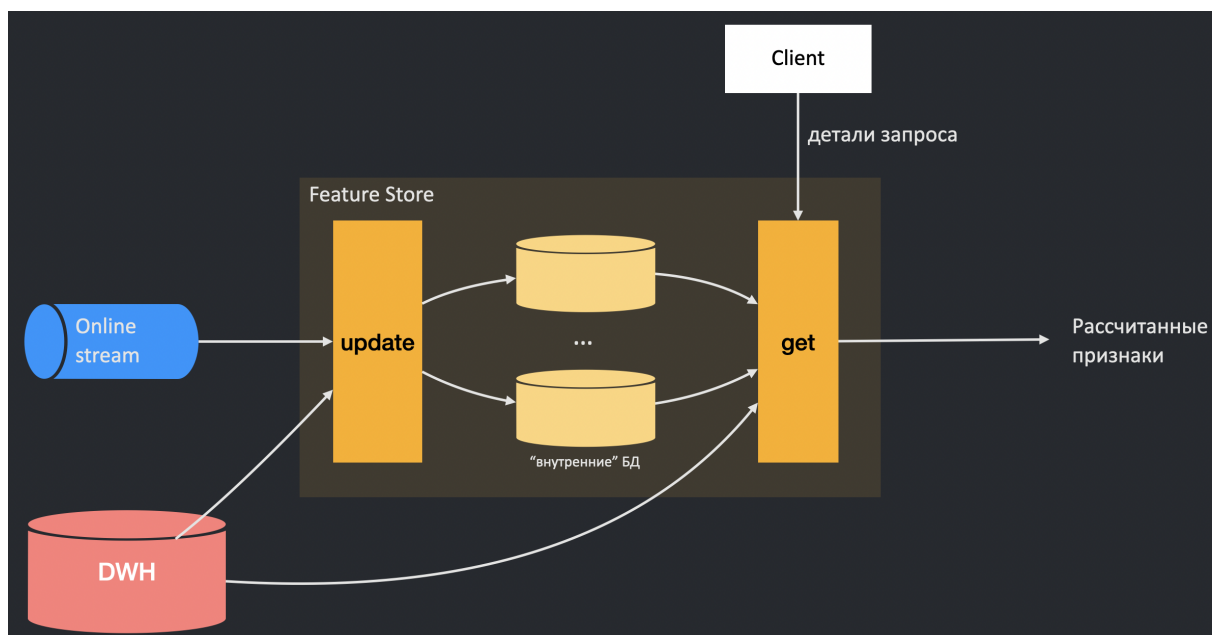 Client
детали запроса
Feature Store
Online
stream
update
...
get
Рассчитанные
признаки
“внутренние” БД
DWH